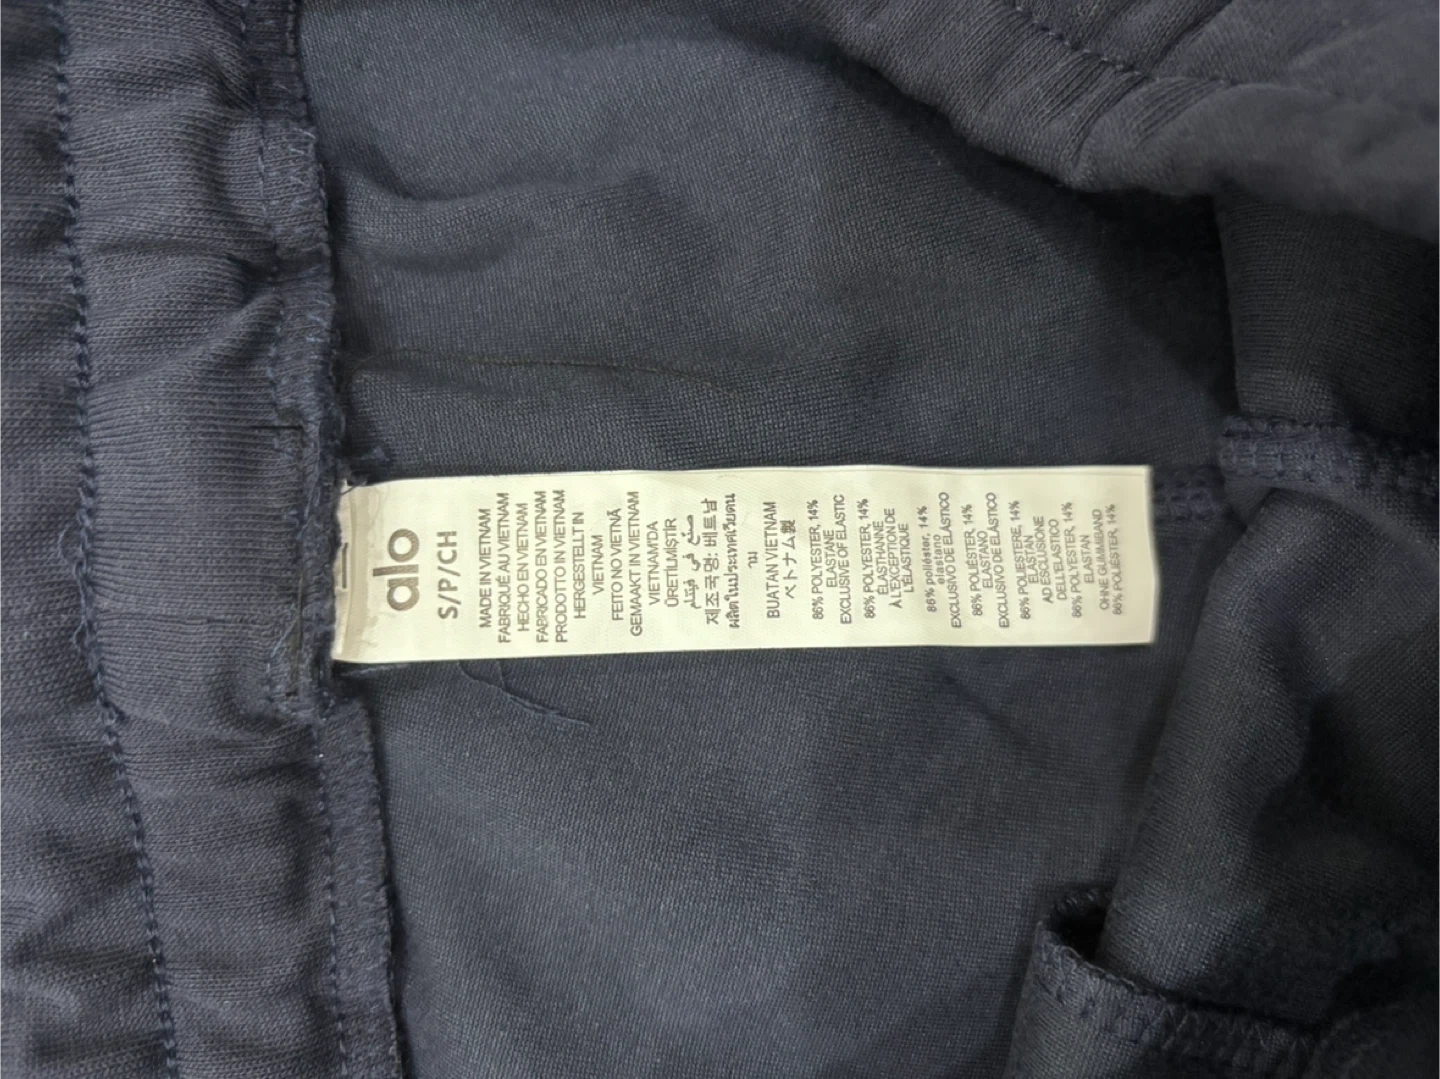 alo
S/P/CH
MADE IN VIETNAM
FABRIQUÉ AU VIETNAM
HECHO EN VIETNAM
FABRICADO EN VIETNAM
PRODOTTO IN VIETNAM
HERGESTELLT IN
VIETNAM
FEITO NO VIETNÃ
GEMAAKT IN VIETNAM
VIETNAM'DA
ÜRETİLMİŞTİR
صنع في فيتنام
제조국명: 베트남
ผลิตในประเทศเวียดนาม
BUATAN VIETNAM
ベトナム製
86% POLYESTER, 14%
ELASTANE
EXCLUSIVE OF ELASTIC
86% POLYESTER, 14%
ÉLASTHANNE
À L'EXCEPTION DE
L'ÉLASTIQUE
86% poliéster, 14%
elastano
EXCLUSIVO DE ELÁSTICO
86% POLIÉSTER, 14%
ELASTANO
EXCLUSIVO DE ELÁSTICO
86% POLIESTERE, 14%
ELASTAN
AD ESCLUSIONE
DELL'ELASTICO
86% POLYESTER, 14%
ELASTAN
OHNE GUMMIBAND
86% POLIÉSTER, 14%